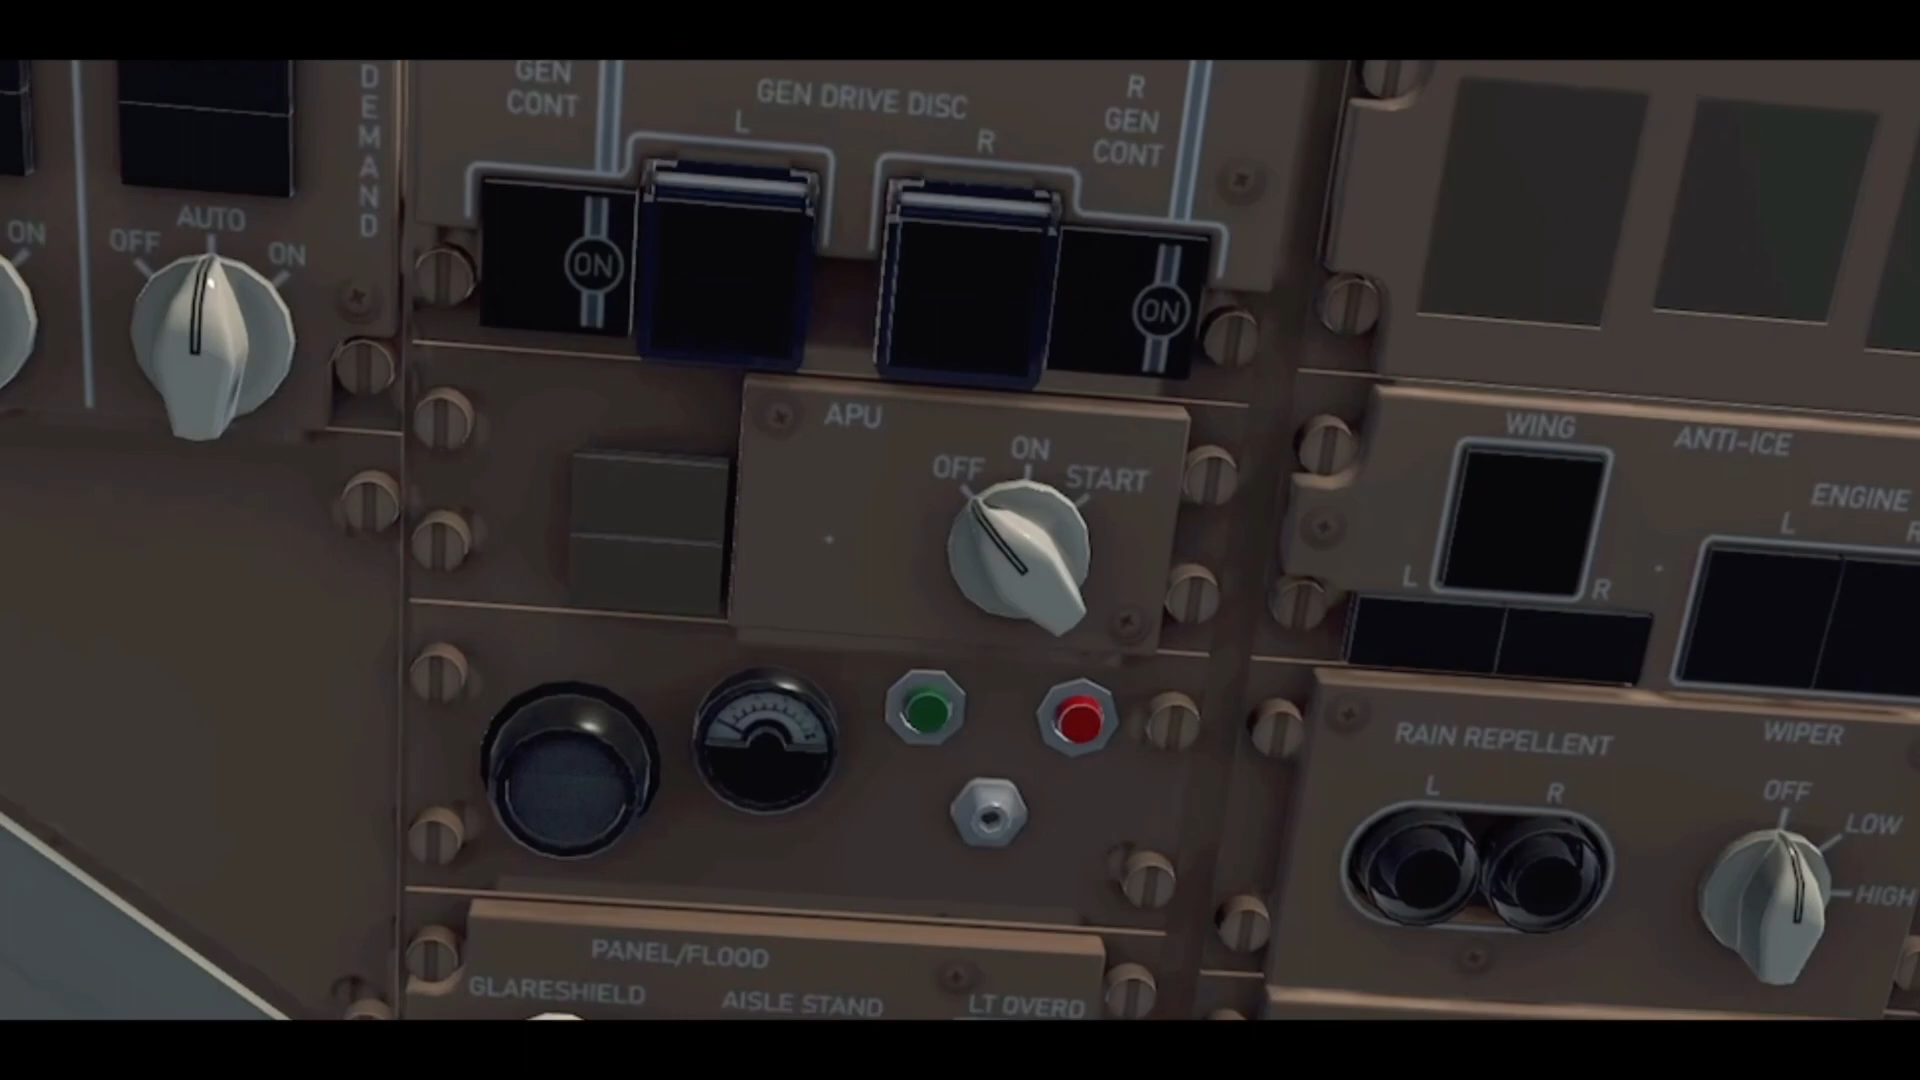 DEMAND
ON
OFF
AUTO
ON
GEN
CONT
GEN DRIVE DISC
L
R
R
GEN
CONT
ON
ON
APU
OFF
ON
START
WING
ANTI-ICE
ENGINE
L
R
L
R
RAIN REPELLENT
L
R
WIPER
OFF
LOW
HIGH
PANEL/FLOOD
GLARESHIELD
AISLE STAND
LT OVRD